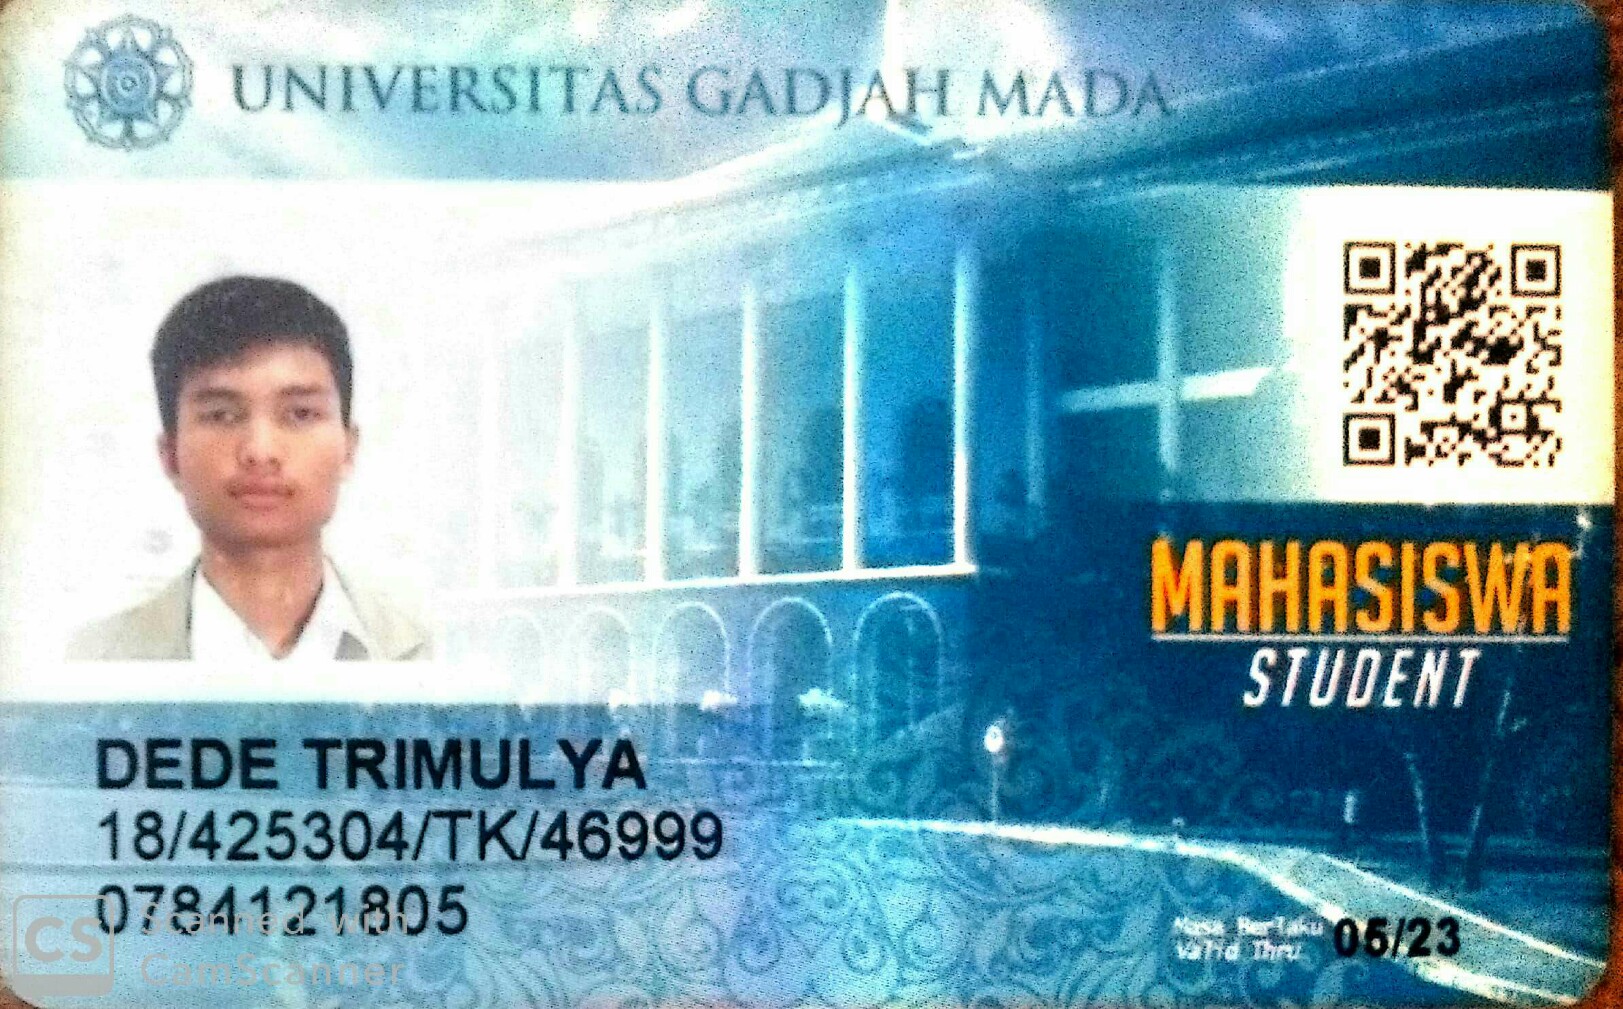 UNIVERSITAS GADJAH MADA
MAHASISWA
STUDENT
DEDE TRIMULYA
18/425304/TK/46999
0784121805
Masa Berlaku
Valid Thru
05/23
CS
Scanned with
CamScanner